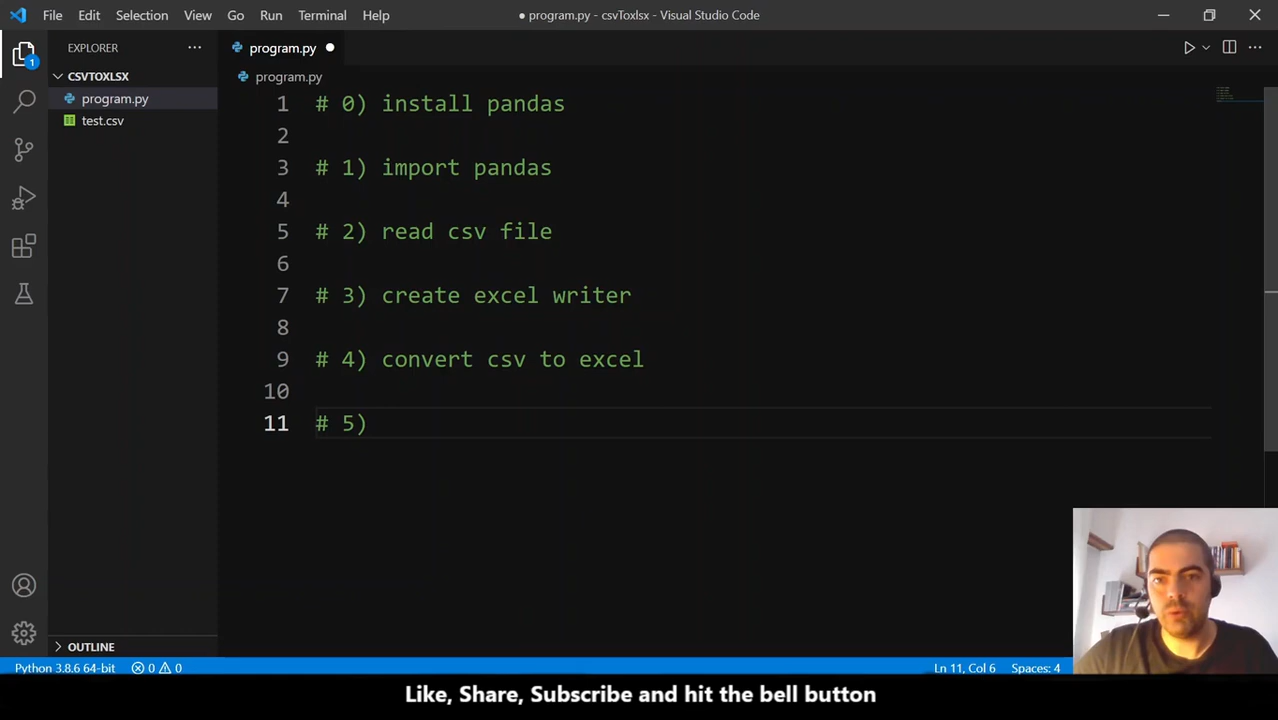 File Edit Selection View Go Run Terminal Help
● program.py - csvToxlsx - Visual Studio Code
EXPLORER
program.py
1
CSVTOXLSX
program.py
program.py
test.csv
1 # 0) install pandas
2
3 # 1) import pandas
4
5 # 2) read csv file
6
7 # 3) create excel writer
8
9 # 4) convert csv to excel
10
11 # 5)
OUTLINE
Python 3.8.6 64-bit 0 0 Ln 11, Col 6 Spaces: 4
Like, Share, Subscribe and hit the bell button